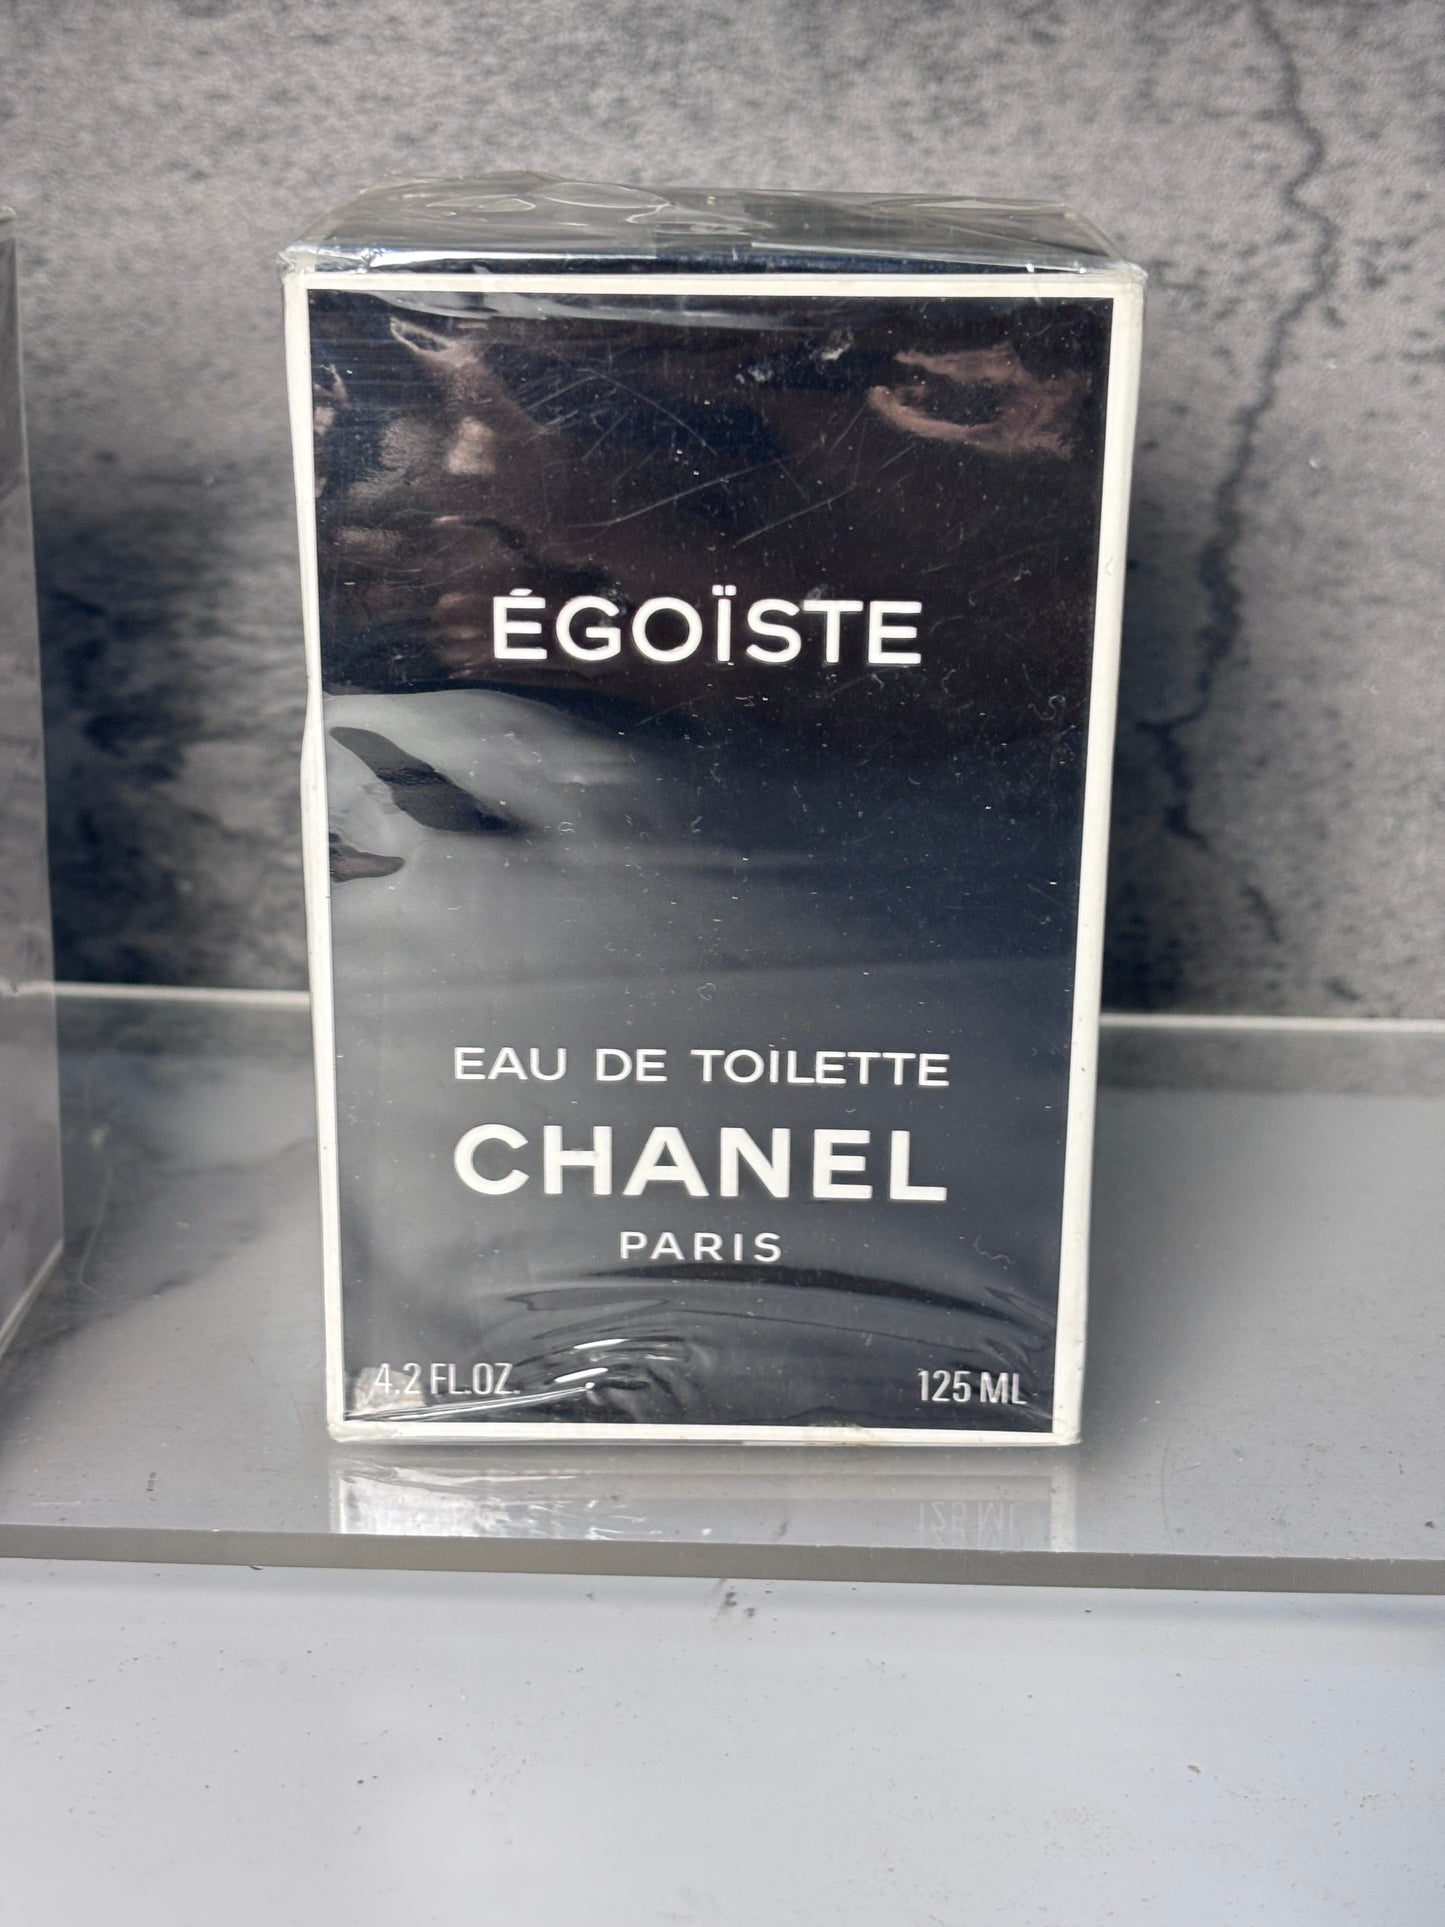 ÉGOÏSTE
EAU DE TOILETTE
CHANEL
PARIS
4.2 FL.OZ. 125 ML